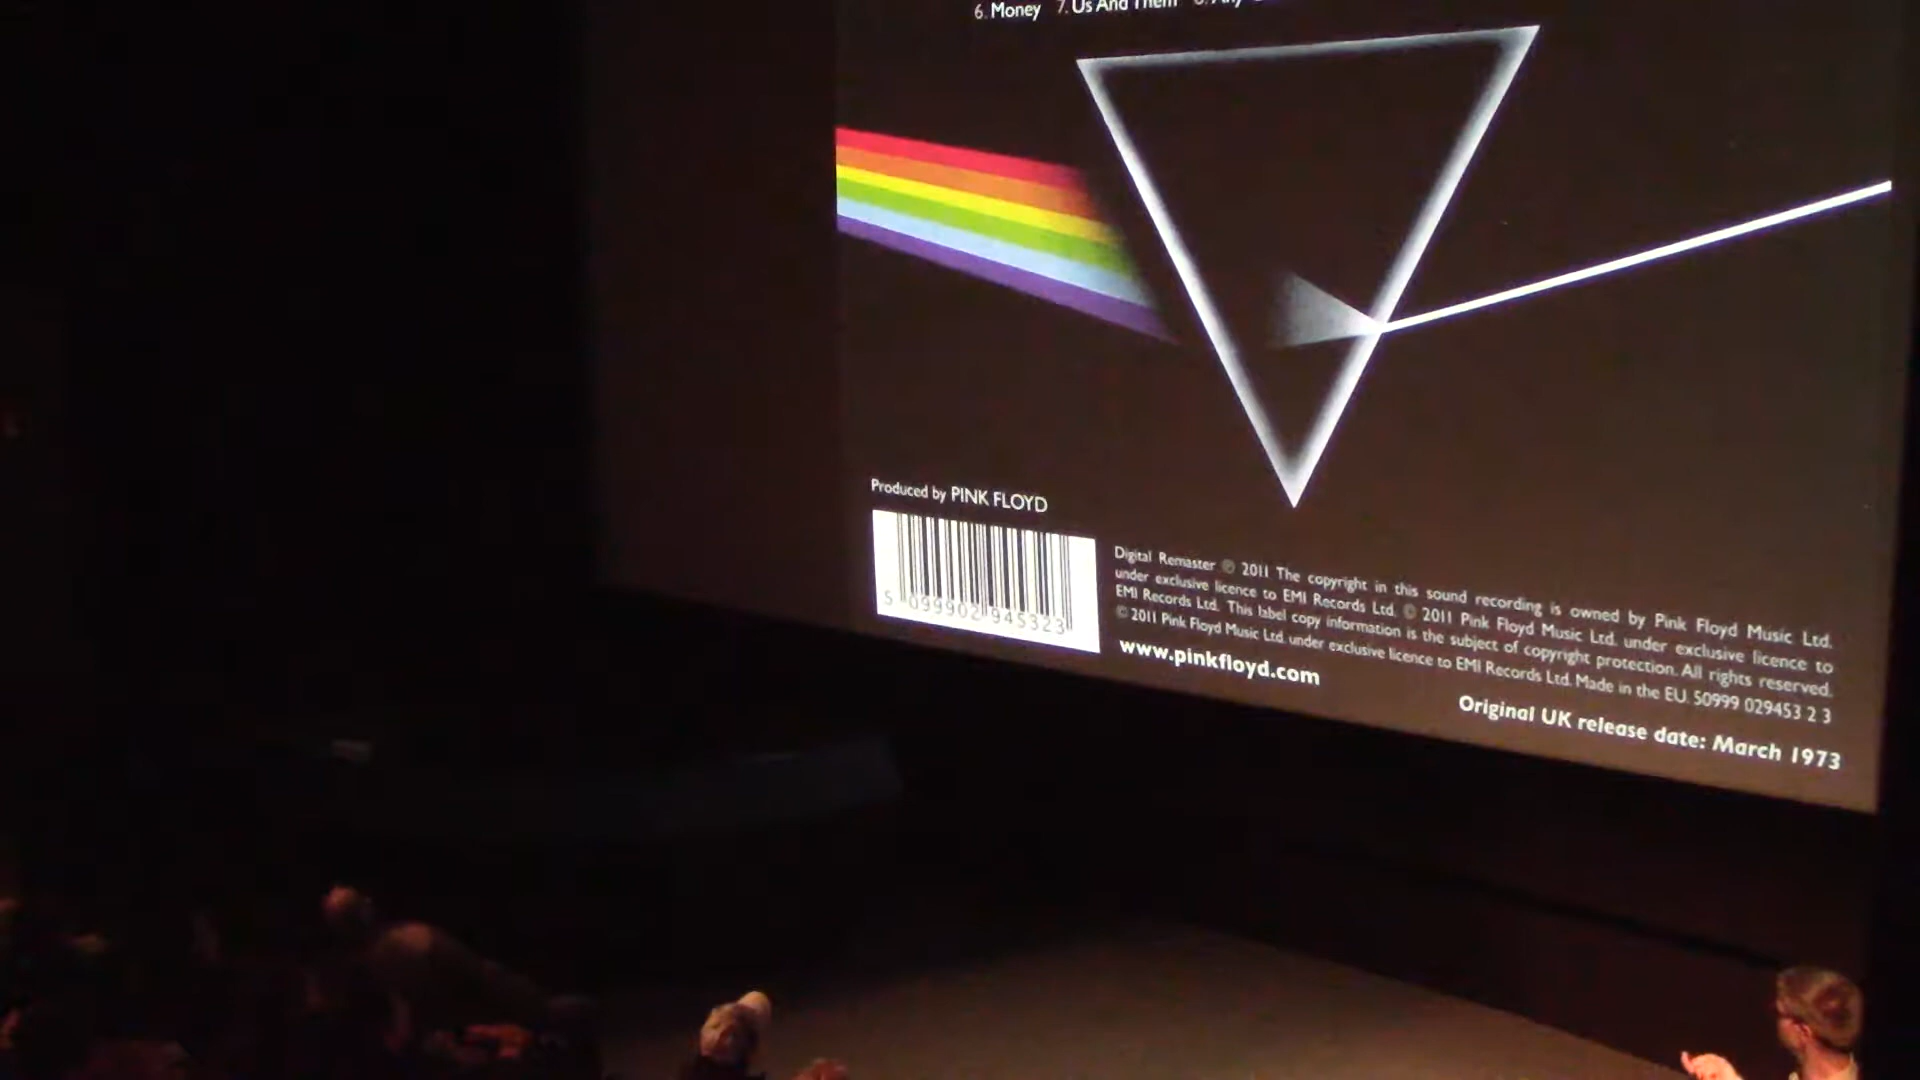 6. Money 7. Us And Them
Produced by PINK FLOYD
5 099902 945323
Digital Remaster ℗ 2011 The copyright in this sound recording is owned by Pink Floyd Music Ltd.
under exclusive licence to EMI Records Ltd. © 2011 Pink Floyd Music Ltd. under exclusive licence to
EMI Records Ltd. This label copy information is the subject of copyright protection. All rights reserved.
© 2011 Pink Floyd Music Ltd. under exclusive licence to EMI Records Ltd. Made in the EU. 50999 029453 2 3
www.pinkfloyd.com
Original UK release date: March 1973